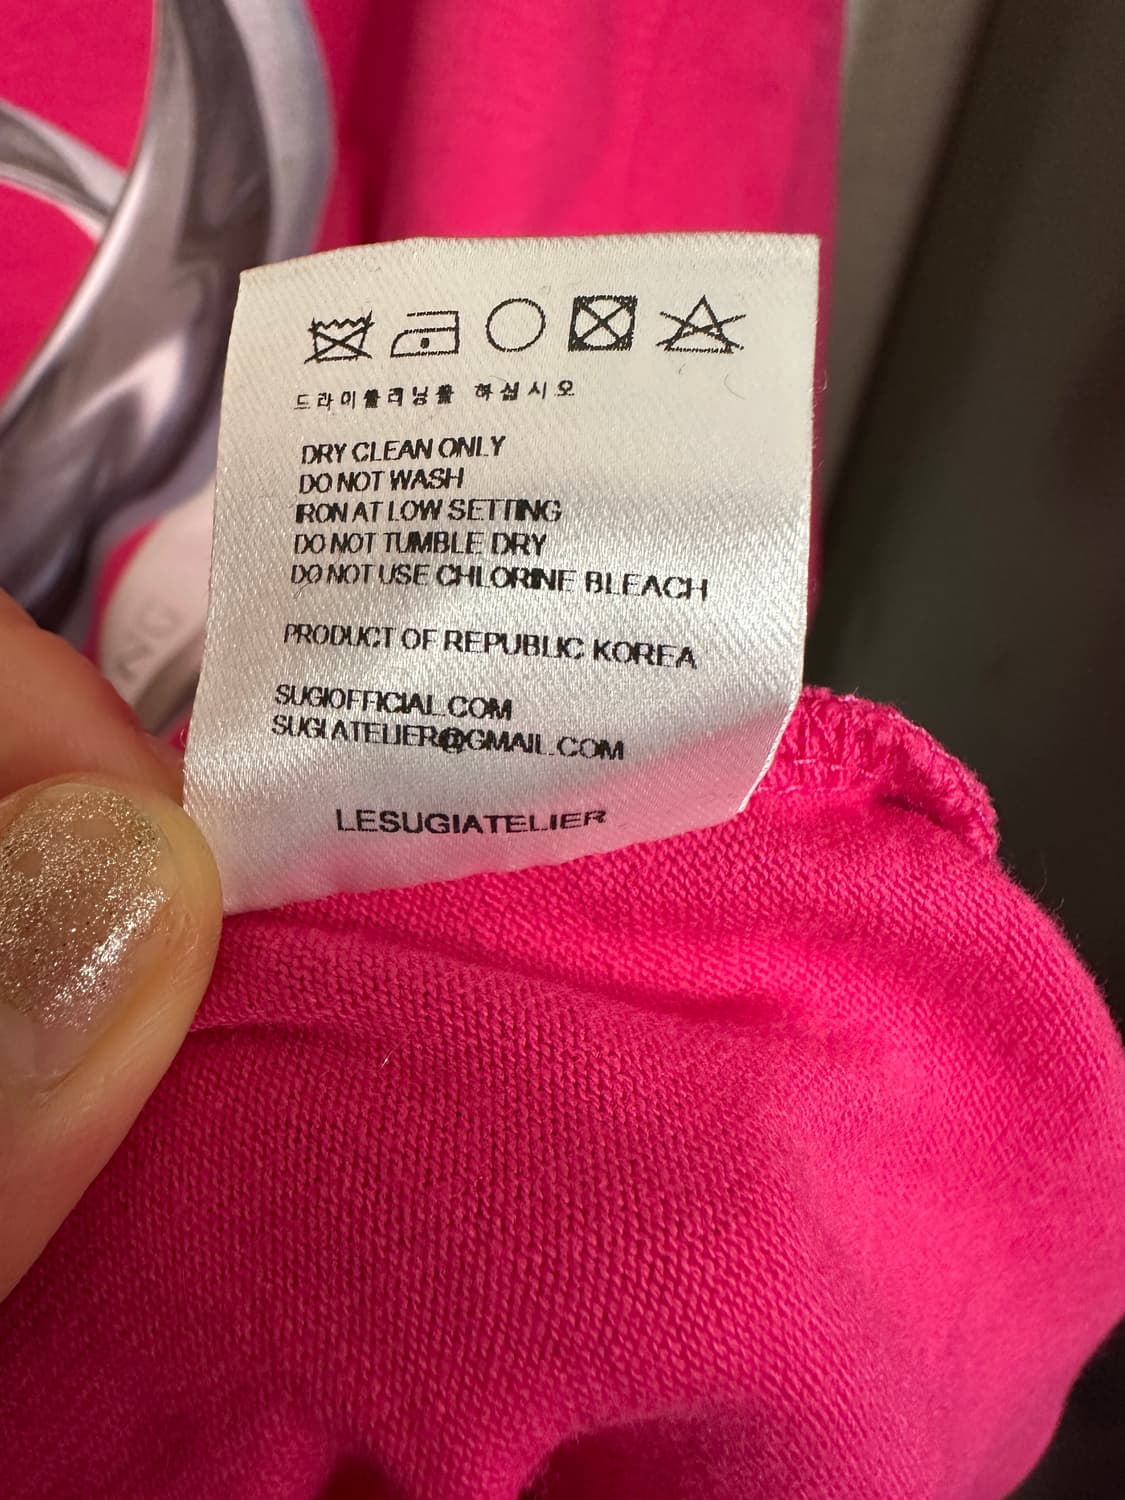 드라이클리닝을 하십시오
DRY CLEAN ONLY
DO NOT WASH
IRON AT LOW SETTING
DO NOT TUMBLE DRY
DO NOT USE CHLORINE BLEACH
PRODUCT OF REPUBLIC KOREA
SUGIOFFICIAL.COM
SUGIATELIER@GMAIL.COM
LESUGIATELIER